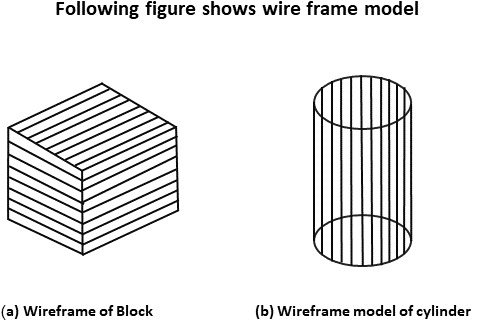 Following figure shows wire frame model
(a) Wireframe of Block
(b) Wireframe model of cylinder